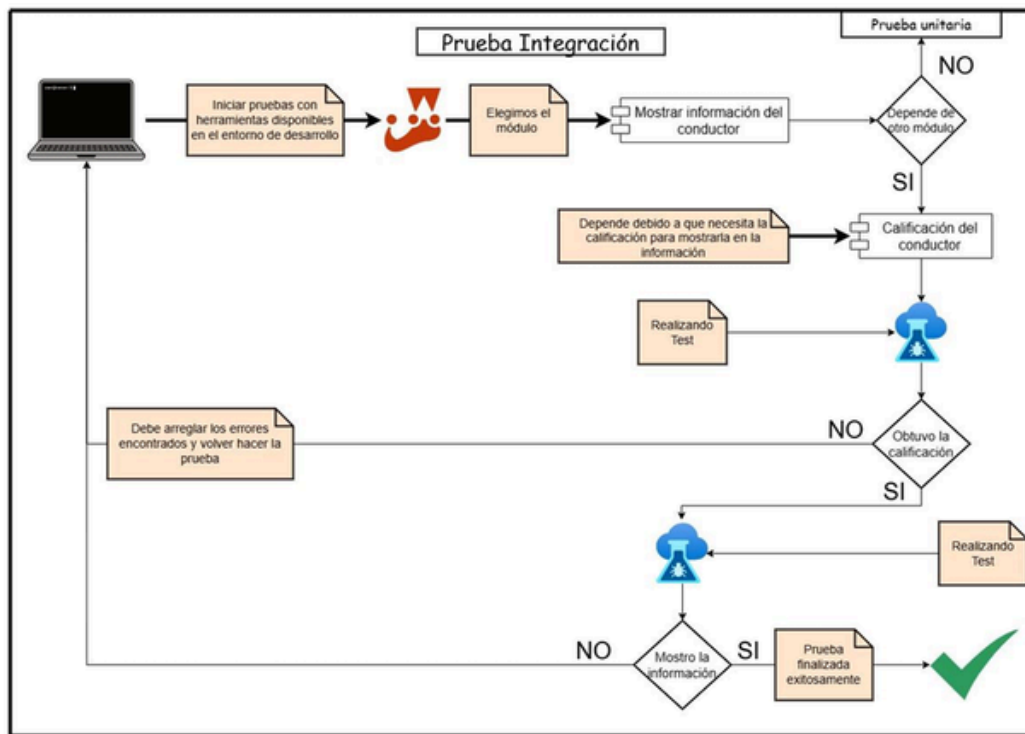 Prueba unitaria
Prueba Integración
NO
Iniciar pruebas con
herramientas disponibles
en el entorno de desarrollo
Elegimos el
módulo
Mostrar información del
conductor
Depende de
otro módulo
SI
Depende debido a que necesita la
calificación para mostrarla en la
información
Calificación del
conductor
Realizando
Test
Debe arreglar los errores
encontrados y volver hacer la
prueba
NO
Obtuvo la
calificación
SI
Realizando
Test
NO
Mostro la
información
SI
Prueba
finalizada
exitosamente